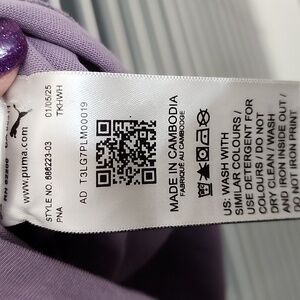 www.puma.com
STYLE NO. 686223-03
PNA
01/05/25
TKHWH
AD T3LG7PLM00019
MADE IN CAMBODIA
FABRIQUÉ AU CAMBODGE
US: WASH WITH
SIMILAR COLOURS /
USE DETERGENT FOR
COLOURS / DO NOT
DRY CLEAN / WASH
AND IRON INSIDE OUT /
DO NOT IRON PRINT